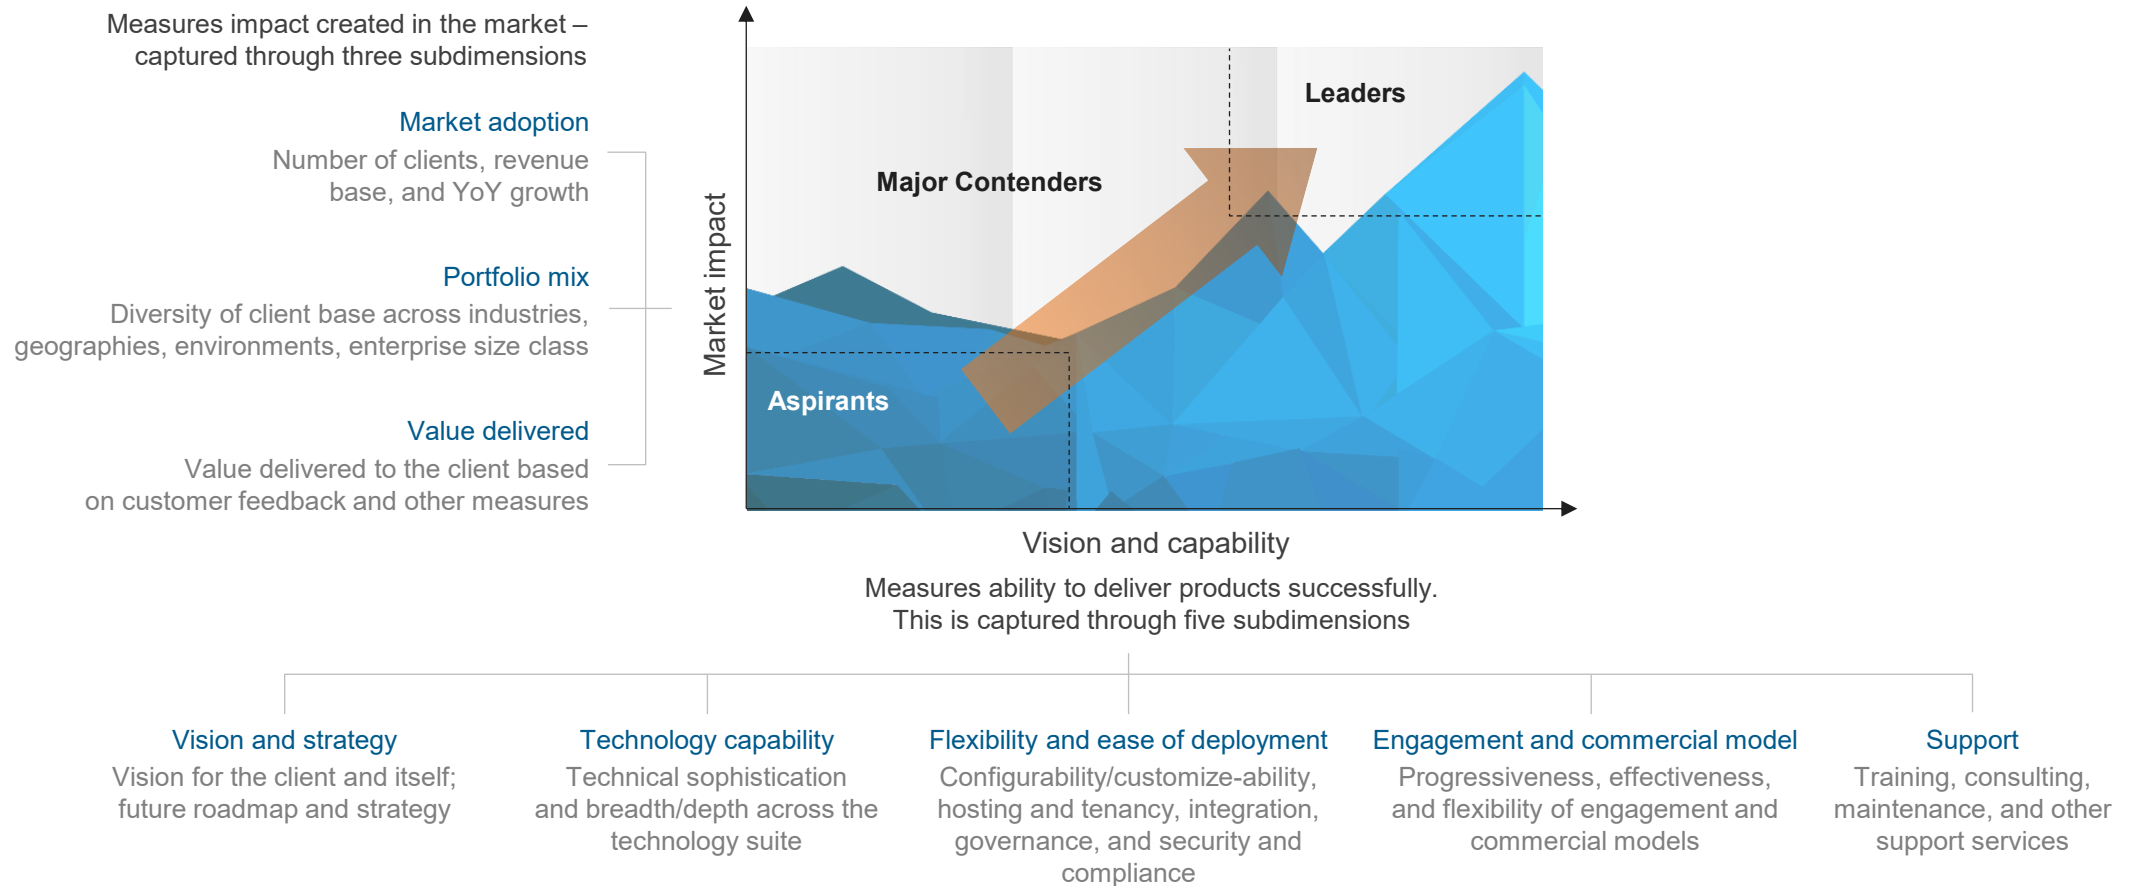 Measures impact created in the market –
captured through three subdimensions
Market adoption
Number of clients, revenue
base, and YoY growth
Portfolio mix
Diversity of client base across industries,
geographies, environments, enterprise size class
Value delivered
Value delivered to the client based
on customer feedback and other measures
Market impact
Leaders
Major Contenders
Aspirants
Vision and capability
Measures ability to deliver products successfully.
This is captured through five subdimensions
Vision and strategy
Vision for the client and itself;
future roadmap and strategy
Technology capability
Technical sophistication
and breadth/depth across the
technology suite
Flexibility and ease of deployment
Configurability/customize-ability,
hosting and tenancy, integration,
governance, and security and
compliance
Engagement and commercial model
Progressiveness, effectiveness,
and flexibility of engagement and
commercial models
Support
Training, consulting,
maintenance, and other
support services